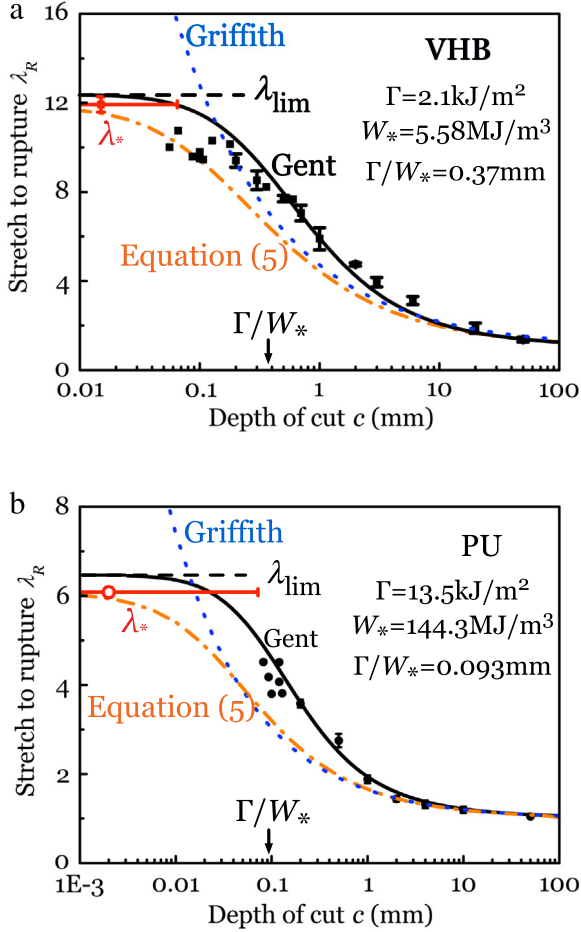 a
16
12
8
4
0
Stretch to rupture λR
Griffith
VHB
λlim
Γ=2.1kJ/m²
W*=5.58MJ/m³
Γ/W*=0.37mm
λ*
Gent
Equation (5)
Γ/W*
0.01
0.1
1
10
100
Depth of cut c (mm)
b
8
6
4
2
0
Stretch to rupture λR
Griffith
PU
λlim
Γ=13.5kJ/m²
W*=144.3MJ/m³
Γ/W*=0.093mm
λ*
Gent
Equation (5)
Γ/W*
1E-3
0.01
0.1
1
10
100
Depth of cut c (mm)